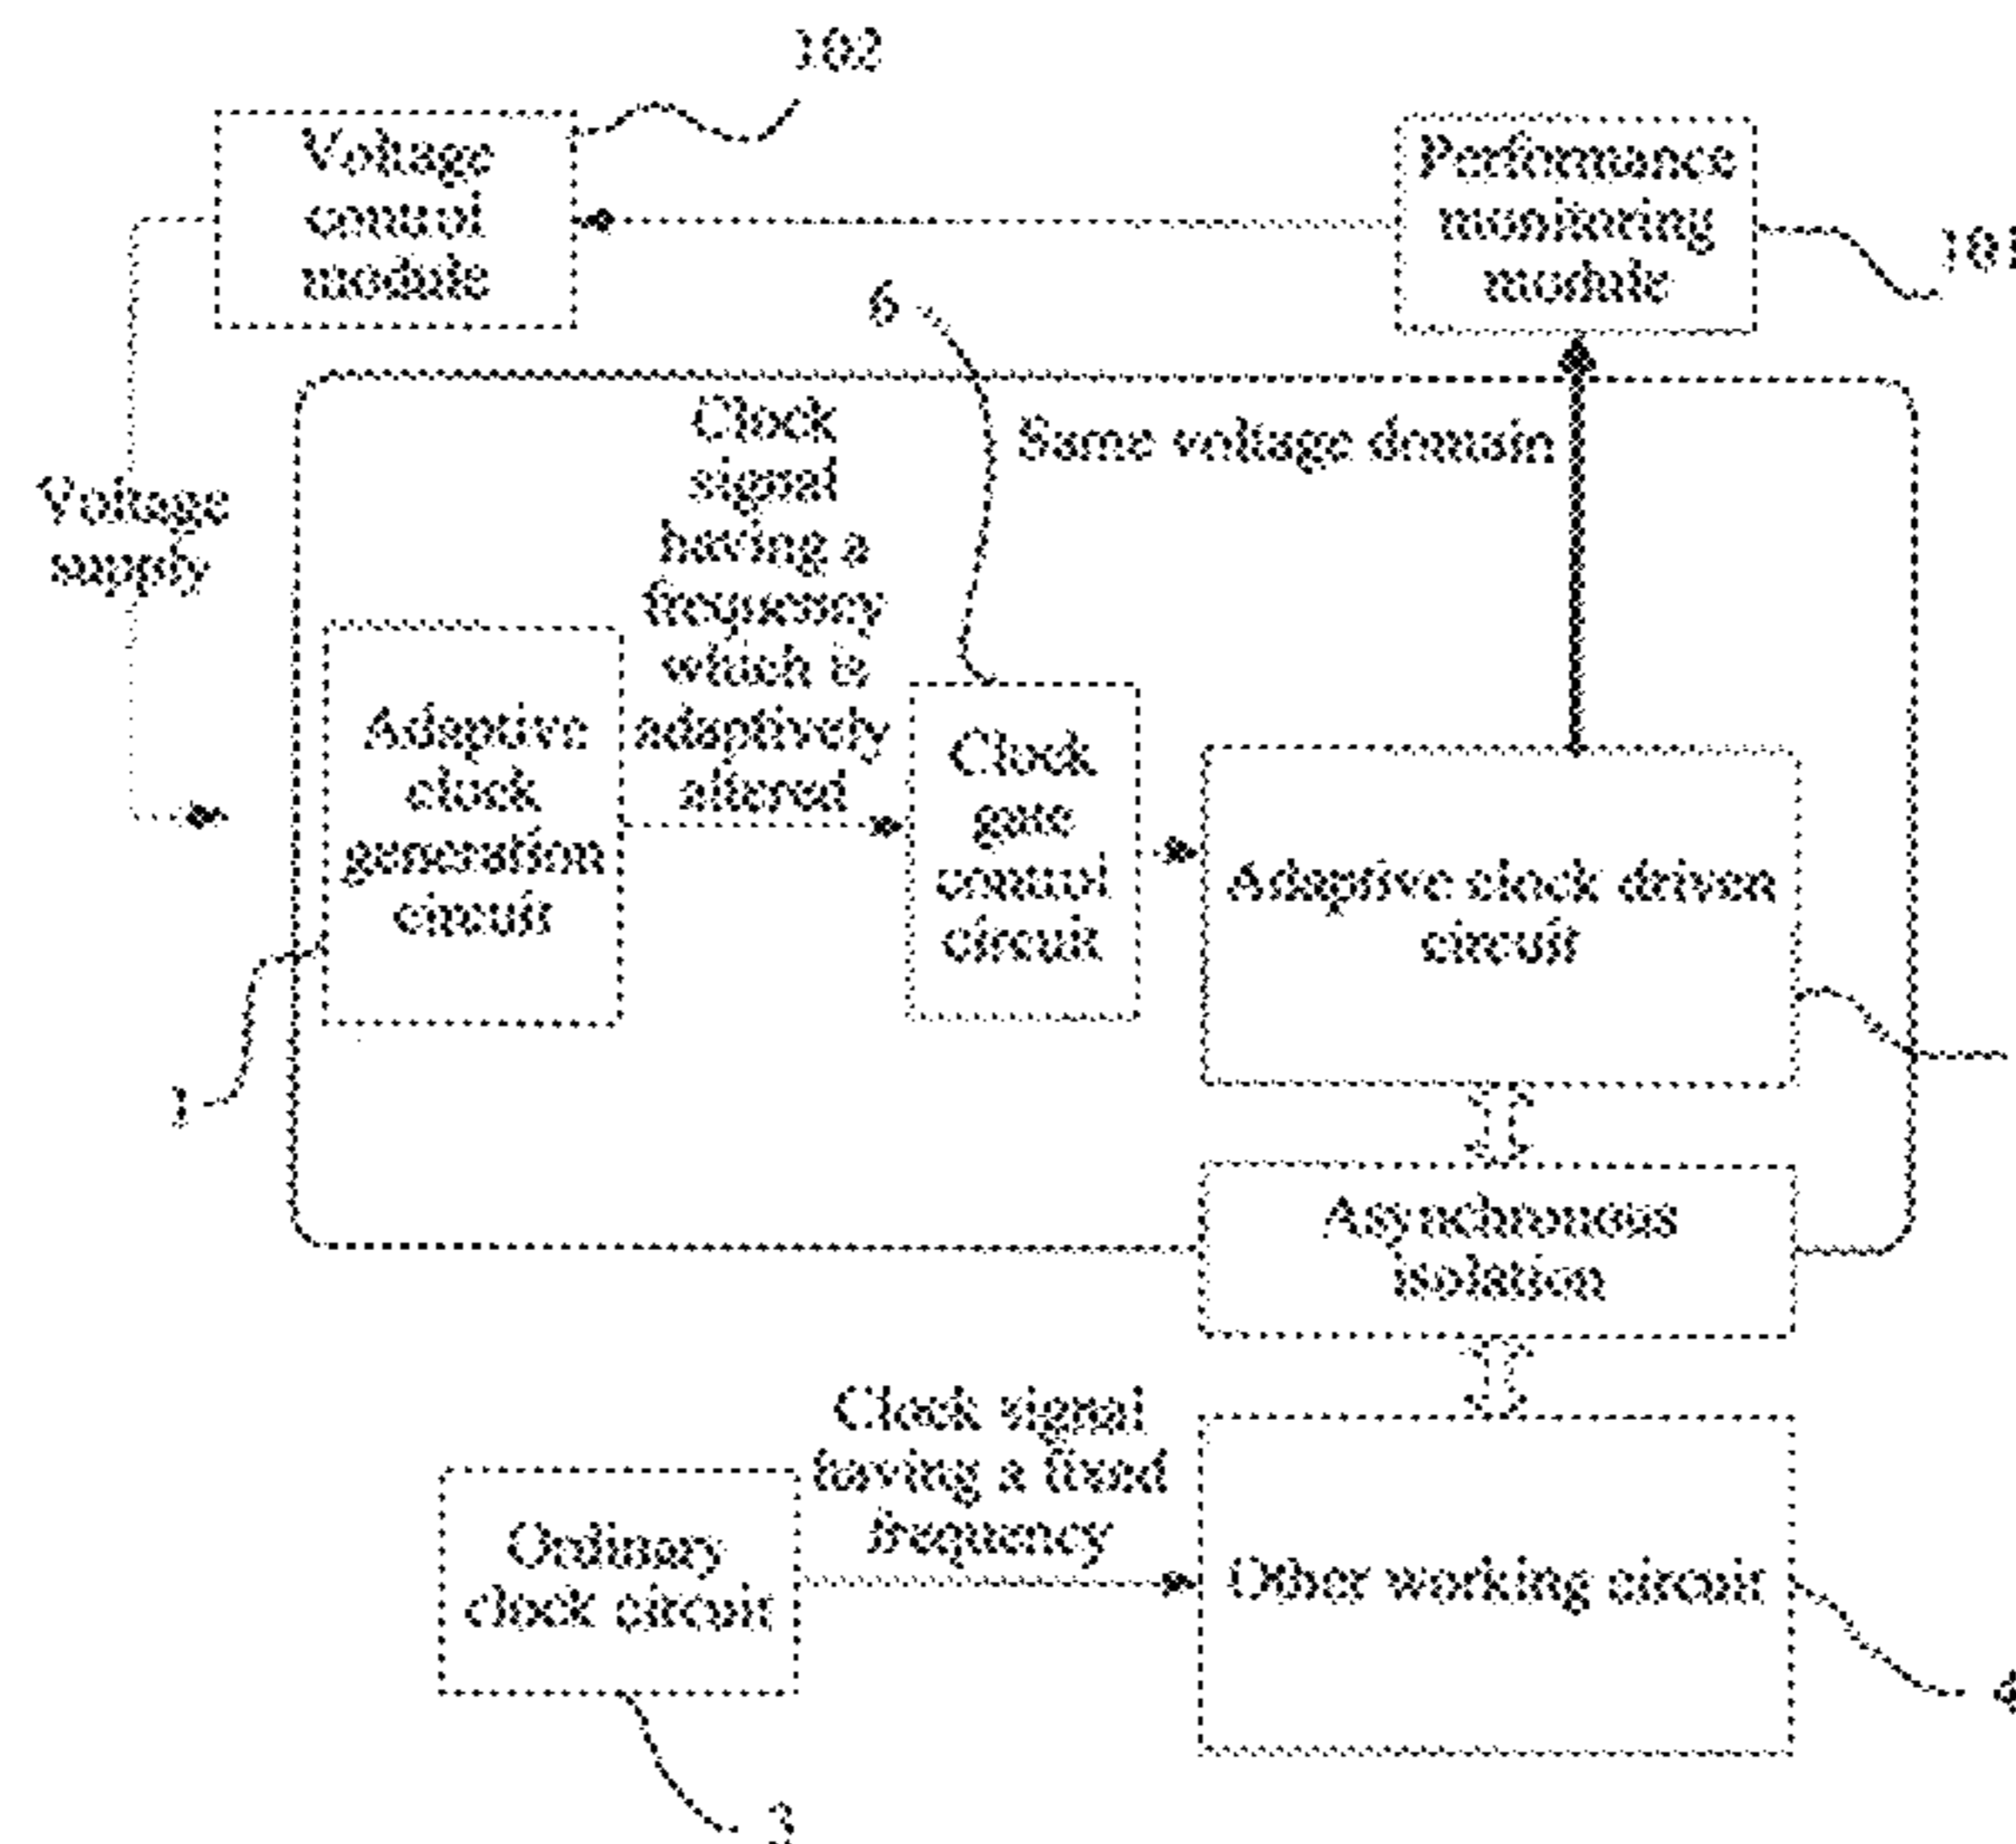 102
Voltage
control
module
Performance
monitoring
module
101
6
Clock
signal
having a
frequency
which is
adaptively
altered
Same voltage domain
Voltage
supply
Adaptive
clock
generation
circuit
Clock
gate
control
circuit
Adaptive clock driven
circuit
1
Asynchronous
isolation
Clock signal
having a fixed
frequency
Ordinary
clock circuit
Other working circuit
4
3